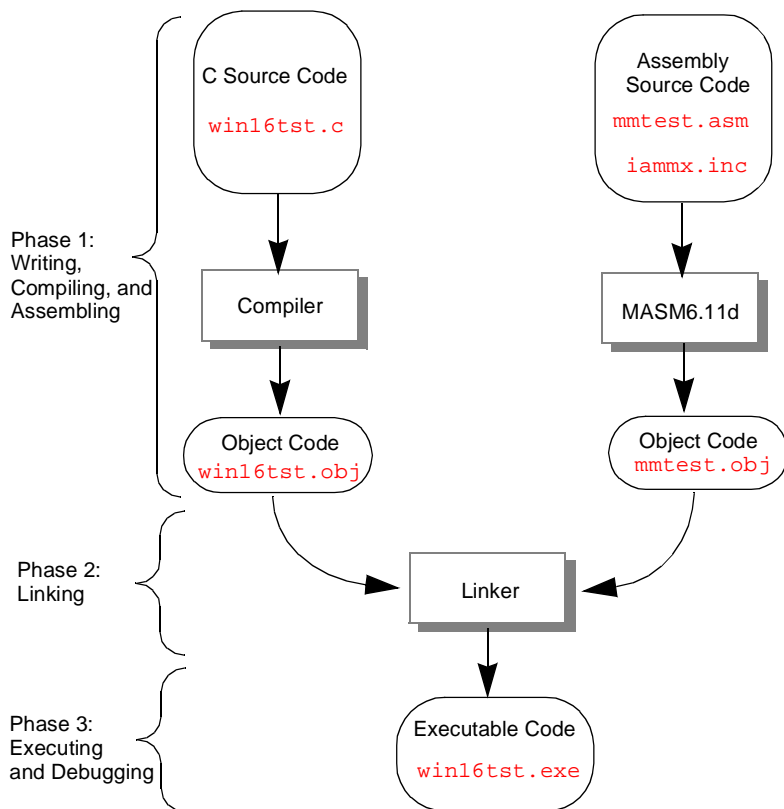 C Source Code
win16tst.c
Assembly
Source Code
mmtest.asm
iammx.inc
Phase 1:
Writing,
Compiling, and
Assembling
Compiler
MASM6.11d
Object Code
win16tst.obj
Object Code
mmtest.obj
Phase 2:
Linking
Linker
Phase 3:
Executing
and Debugging
Executable Code
win16tst.exe